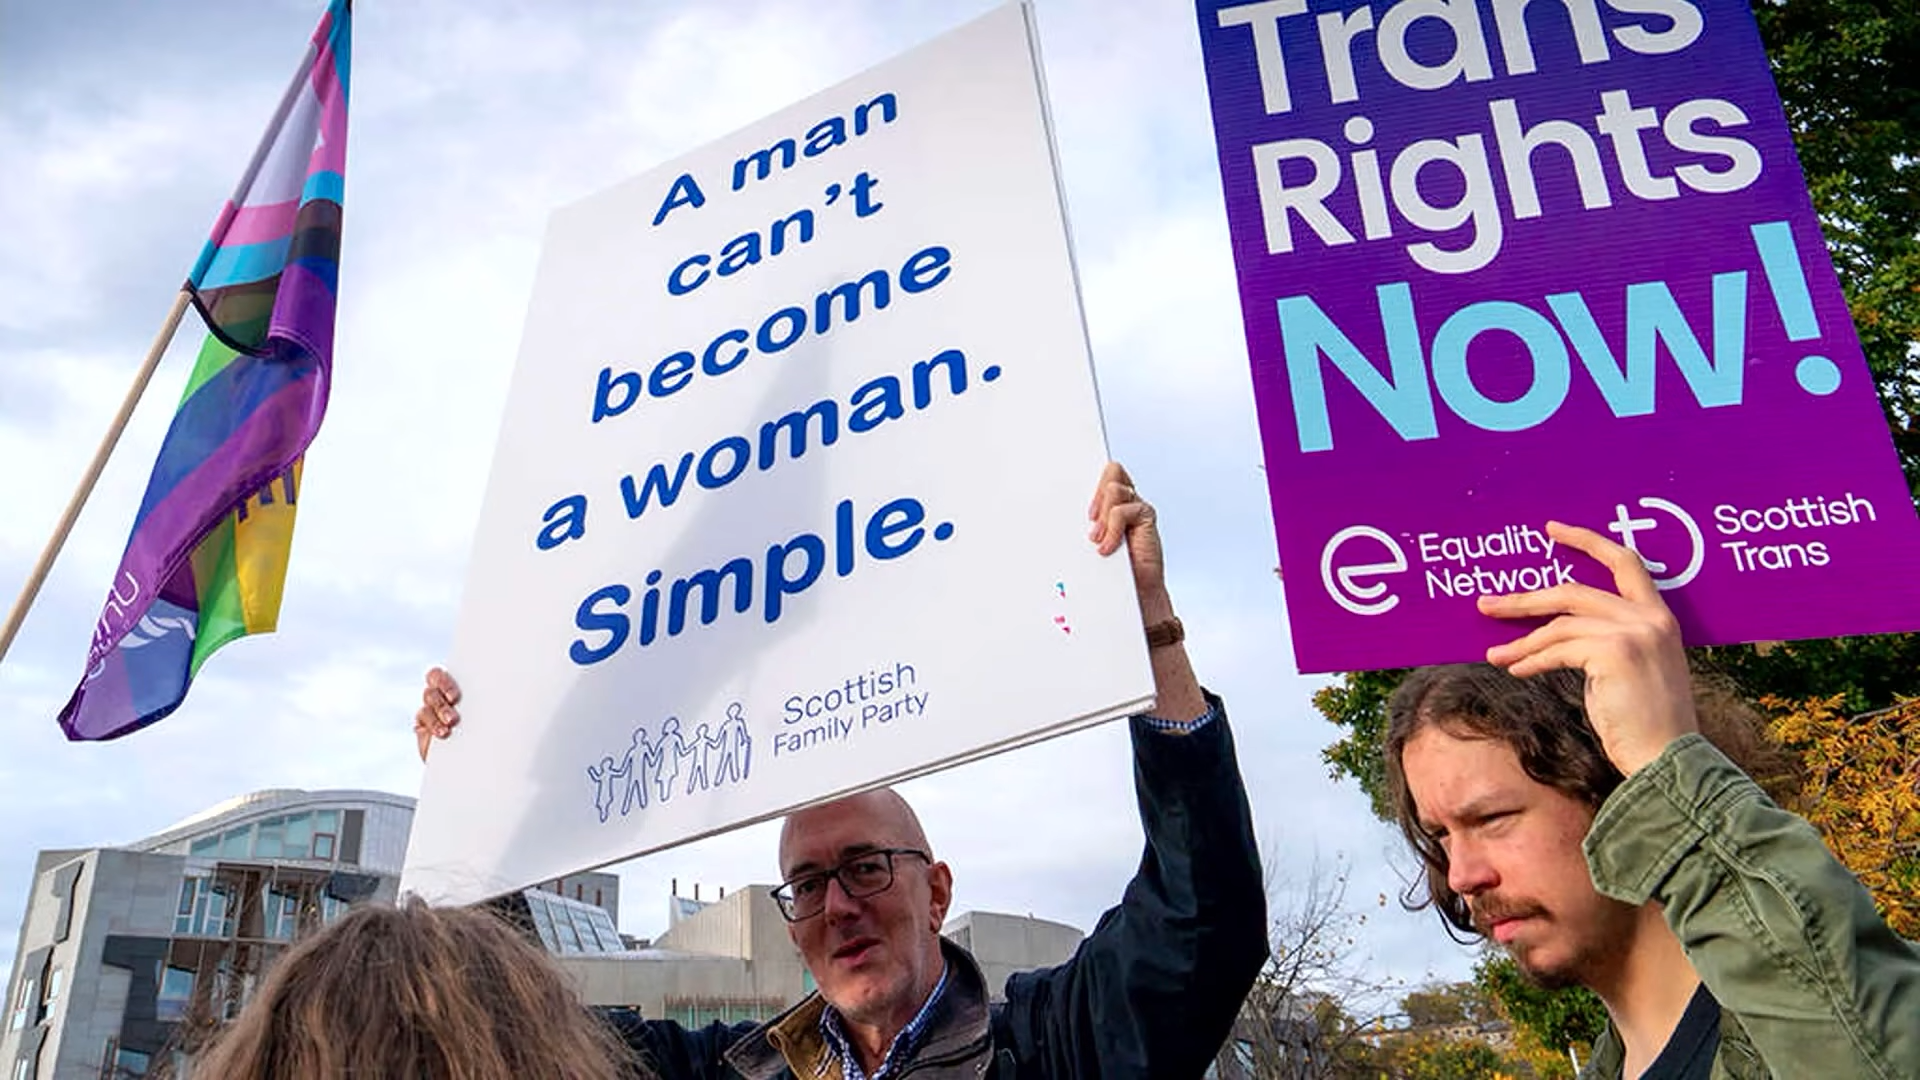 A man
can't
become
a woman.
Simple.
Scottish
Family Party
Trans
Rights
Now!
Equality
Network
Scottish
Trans